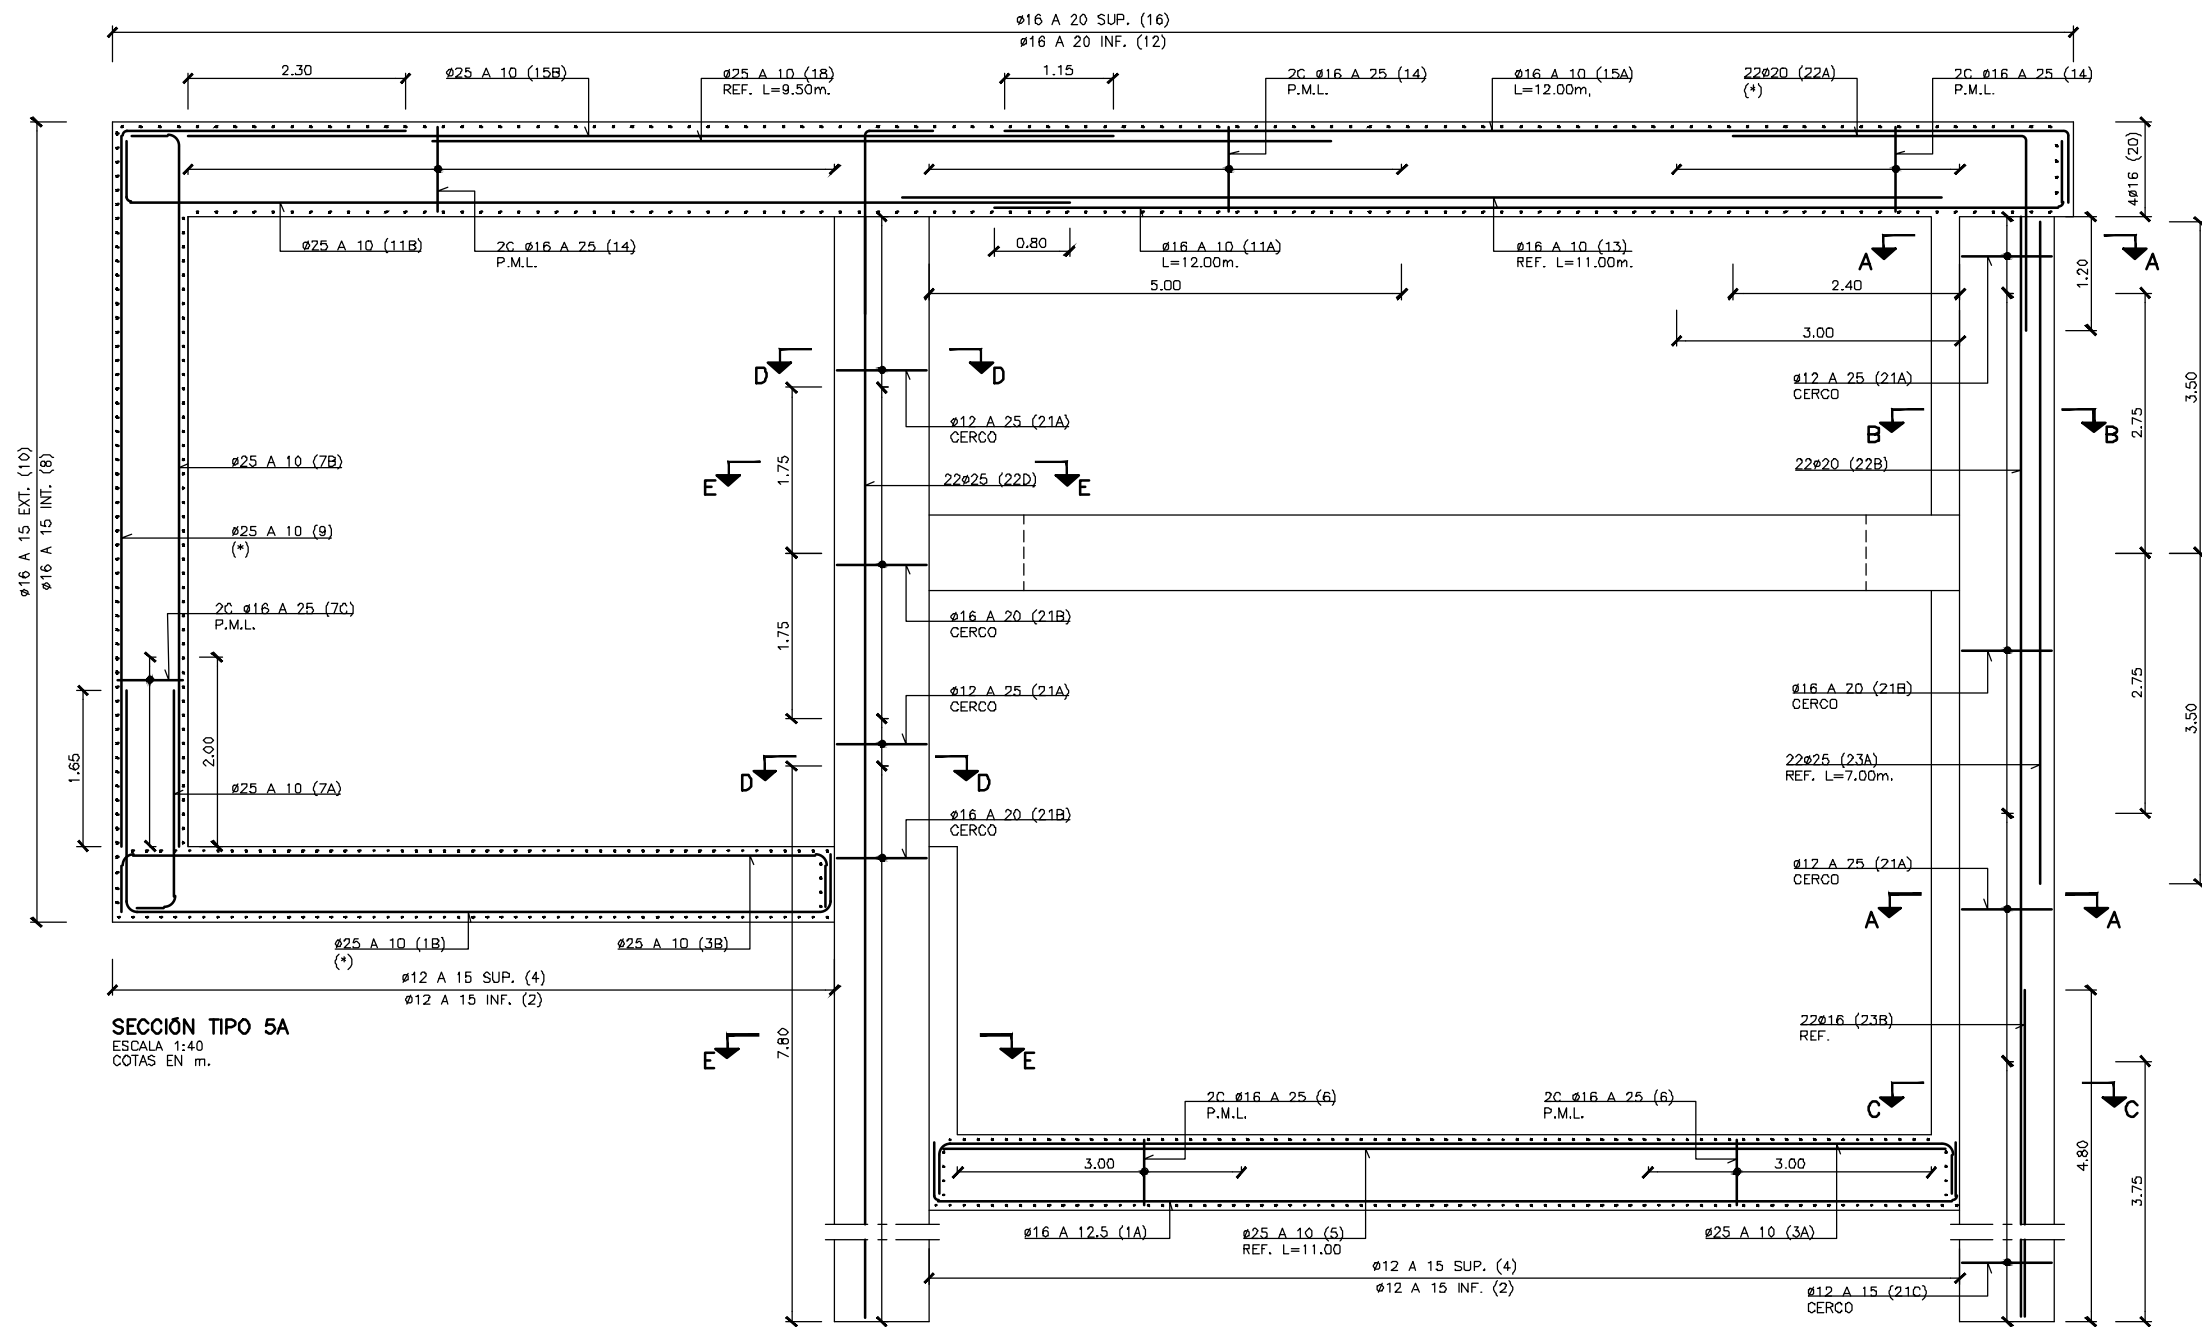 ø16 A 20 SUP. (16)
ø16 A 20 INF. (12)
2.30
ø25 A 10 (15B)
ø25 A 10 (18)
REF. L=9.50m.
1.15
2C ø16 A 25 (14)
P.M.L.
ø16 A 10 (15A)
L=12.00m.
22ø20 (22A)
(*)
2C ø16 A 25 (14)
P.M.L.
4ø16 (20)
ø25 A 10 (11B)
2C ø16 A 25 (14)
P.M.L.
0.80
ø16 A 10 (11A)
L=12.00m.
ø16 A 10 (13)
REF. L=11.00m.
A
A
1.20
5.00
2.40
3.00
3.50
D
D
ø12 A 25 (21A)
CERCO
ø12 A 25 (21A)
CERCO
B
B
2.75
ø16 A 15 EXT. (10)
ø16 A 15 INT. (8)
ø25 A 10 (7B)
1.75
E
E
22ø25 (22D)
22ø20 (22B)
ø25 A 10 (9)
(*)
2C ø16 A 25 (7C)
P.M.L.
1.75
ø16 A 20 (21B)
CERCO
ø12 A 25 (21A)
CERCO
ø16 A 20 (21B)
CERCO
2.75
3.50
1.65
2.00
ø25 A 10 (7A)
D
D
22ø25 (23A)
REF. L=7.00m.
ø16 A 20 (21B)
CERCO
ø12 A 25 (21A)
CERCO
A
A
ø25 A 10 (1B)
(*)
ø25 A 10 (3B)
ø12 A 15 SUP. (4)
ø12 A 15 INF. (2)
SECCIÓN TIPO 5A
ESCALA 1:40
COTAS EN m.
7.80
E
E
22ø16 (23B)
REF.
2C ø16 A 25 (6)
P.M.L.
2C ø16 A 25 (6)
P.M.L.
C
C
4.80
3.75
3.00
3.00
ø16 A 12.5 (1A)
ø25 A 10 (5)
REF. L=11.00
ø25 A 10 (3A)
ø12 A 15 SUP. (4)
ø12 A 15 INF. (2)
ø12 A 15 (21C)
CERCO